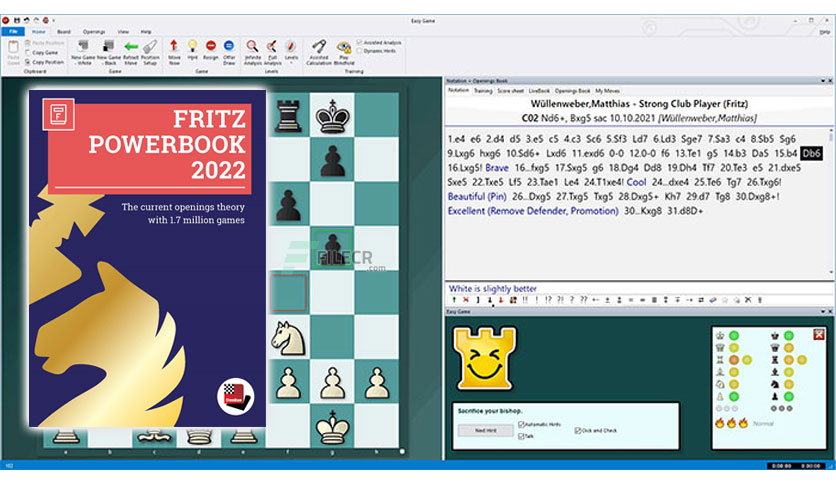 Easy Game
File Home Board Openings View Help
Help
Paste Game
Paste Position
Copy Game
Copy Position
New Game - White
New Game - Black
Retract Move
Position Setup
Move Now
Hint
Resign
Offer Draw
Infinite Analysis
Full Analysis
Levels
Assisted Calculation
Play Blindfold
Assisted Analysis
Dynamic Hints
Clipboard Game Game Levels Training
Notation + Openings Book
Notation Training Score sheet LiveBook Openings Book My Moves
Wüllenweber,Matthias - Strong Club Player (Fritz)
C02 Nd6+, Bxg5 sac 10.10.2021 [Wüllenweber,Matthias]
1.e4 e6 2.d4 d5 3.e5 c5 4.c3 Sc6 5.Sf3 Ld7 6.Ld3 Sge7 7.Sa3 c4 8.Sb5 Sg6
9.Lxg6 hxg6 10.Sd6+ Lxd6 11.exd6 0-0 12.0-0 f6 13.Te1 g5 14.b3 Da5 15.b4 Db6
16.Lxg5! Brave 16...fxg5 17.Sxg5 g6 18.Dg4 Dd8 19.Dh4 Tf7 20.Te3 e5 21.dxe5
Sxe5 22.Txe5 Lf5 23.Tae1 Le4 24.T1xe4! Cool 24...dxe4 25.Te6 Tg7 26.Txg6!
Beautiful (Pin) 26...Dxg5 27.Txg5 Txg5 28.Dxg5+ Kh7 29.d7 Tg8 30.Dxg8+!
Excellent (Remove Defender, Promotion) 30...Kxg8 31.d8D+
White is slightly better
Easy Game
Sacrifice your bishop.
Next Hint
Automatic Hints
Talk
Click and Check
Normal
FRITZ
POWERBOOK
2022
The current openings theory
with 1.7 million games
F
ChessBase
FILECR
.com
a b c d e f g h
0:00:00 0:00:00